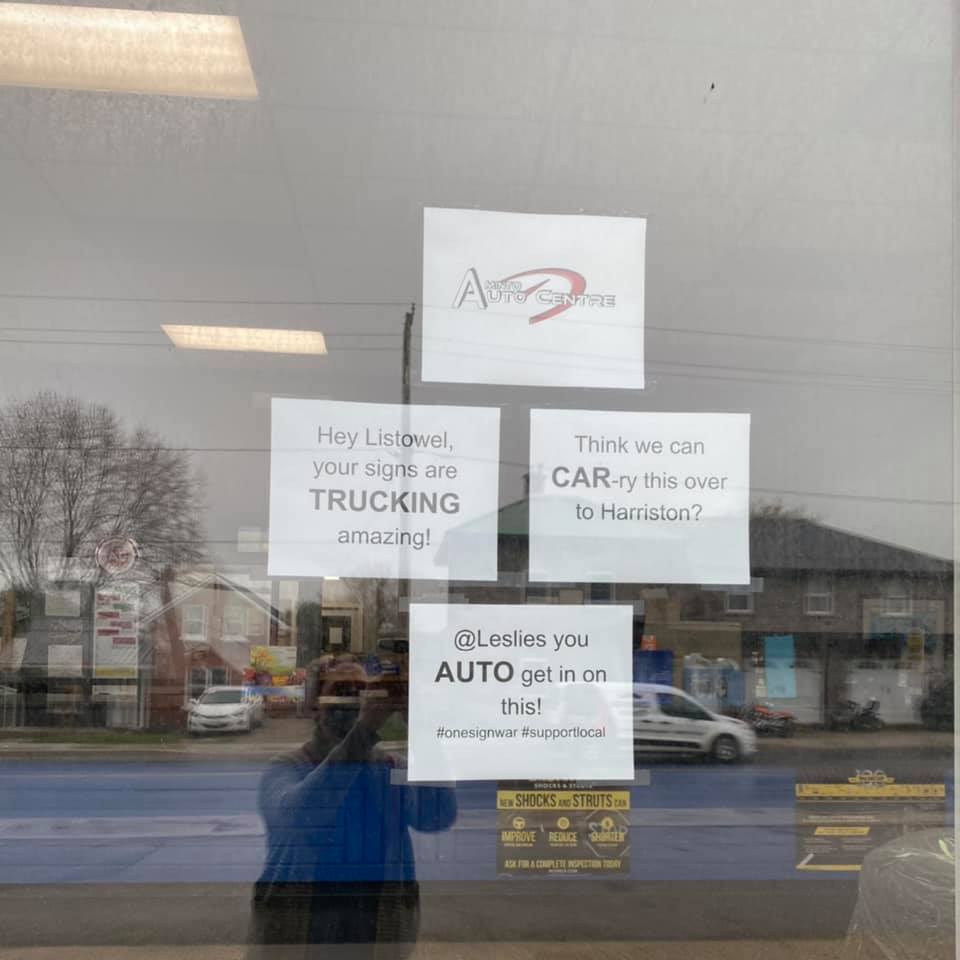 MINTO
AUTO CENTRE
Hey Listowel,
your signs are
TRUCKING
amazing!
Think we can
CAR-ry this over
to Harriston?
@Leslies you
AUTO get in on
this!
#onesignwar #supportlocal
SHOCKS & STRUTS
NEW SHOCKS AND STRUTS CAN
IMPROVE REDUCE SHORTEN
ASK FOR A COMPLETE INSPECTION TODAY